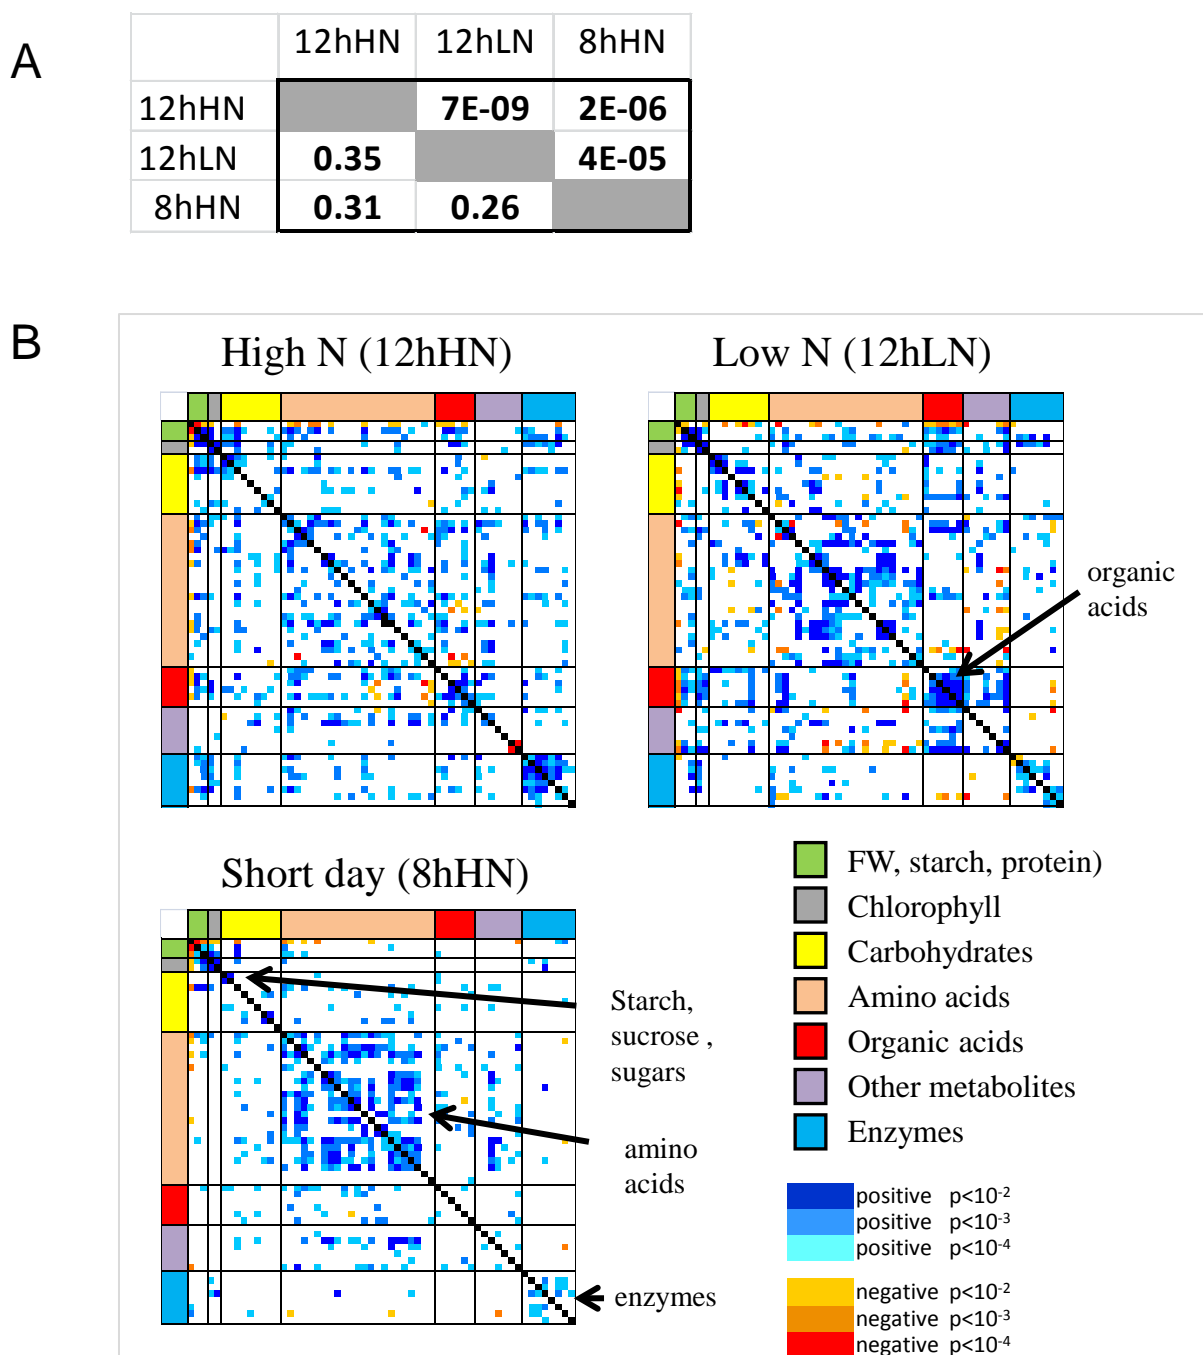 A
12hHN 12hLN 8hHN
12hHN 7E-09 2E-06
12hLN 0.35 4E-05
8hHN 0.31 0.26
B
High N (12hHN) Low N (12hLN)
organic
acids
Short day (8hHN)
Starch,
sucrose ,
sugars
amino
acids
enzymes
FW, starch, protein)
Chlorophyll
Carbohydrates
Amino acids
Organic acids
Other metabolites
Enzymes
positive p<10-2
positive p<10-3
positive p<10-4
negative p<10-2
negative p<10-3
negative p<10-4